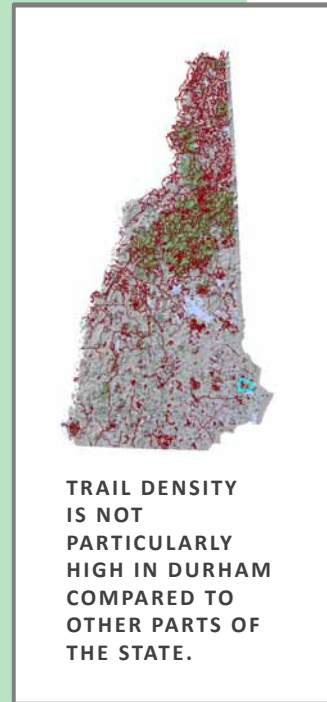 TRAIL DENSITY
IS NOT
PARTICULARLY
HIGH IN DURHAM
COMPARED TO
OTHER PARTS OF
THE STATE.